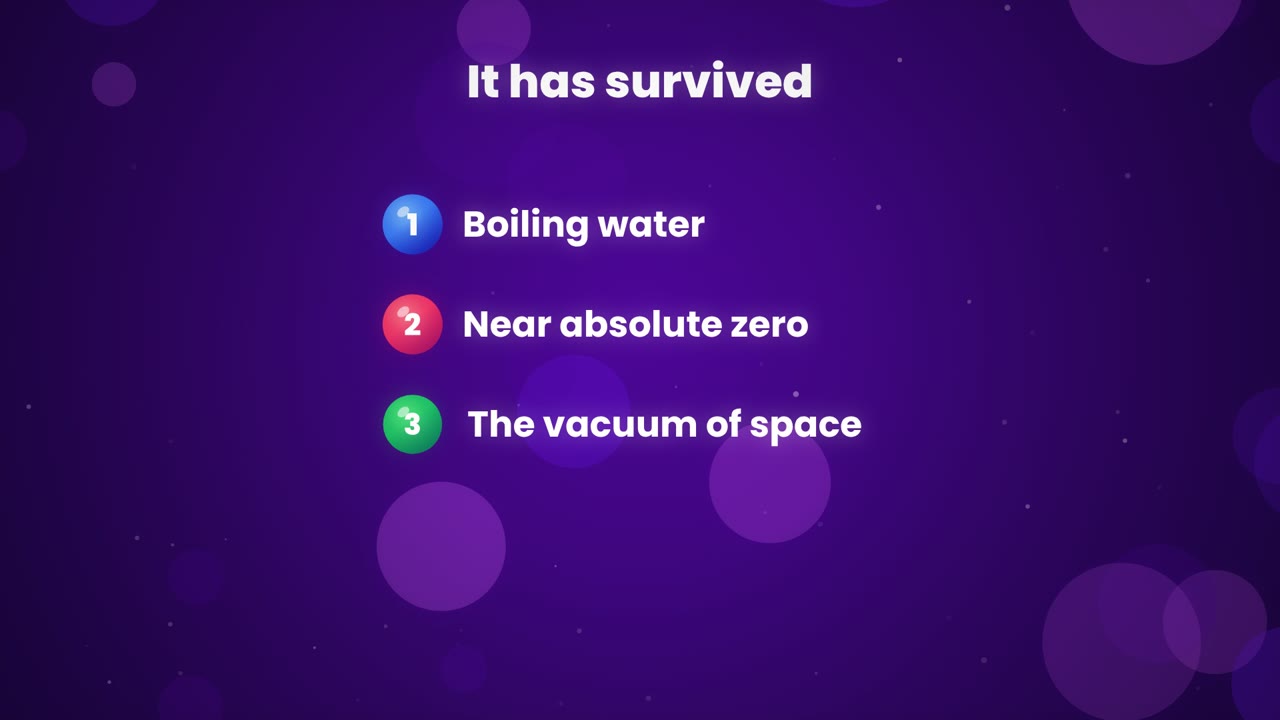 It has survived
1 Boiling water
2 Near absolute zero
3 The vacuum of space